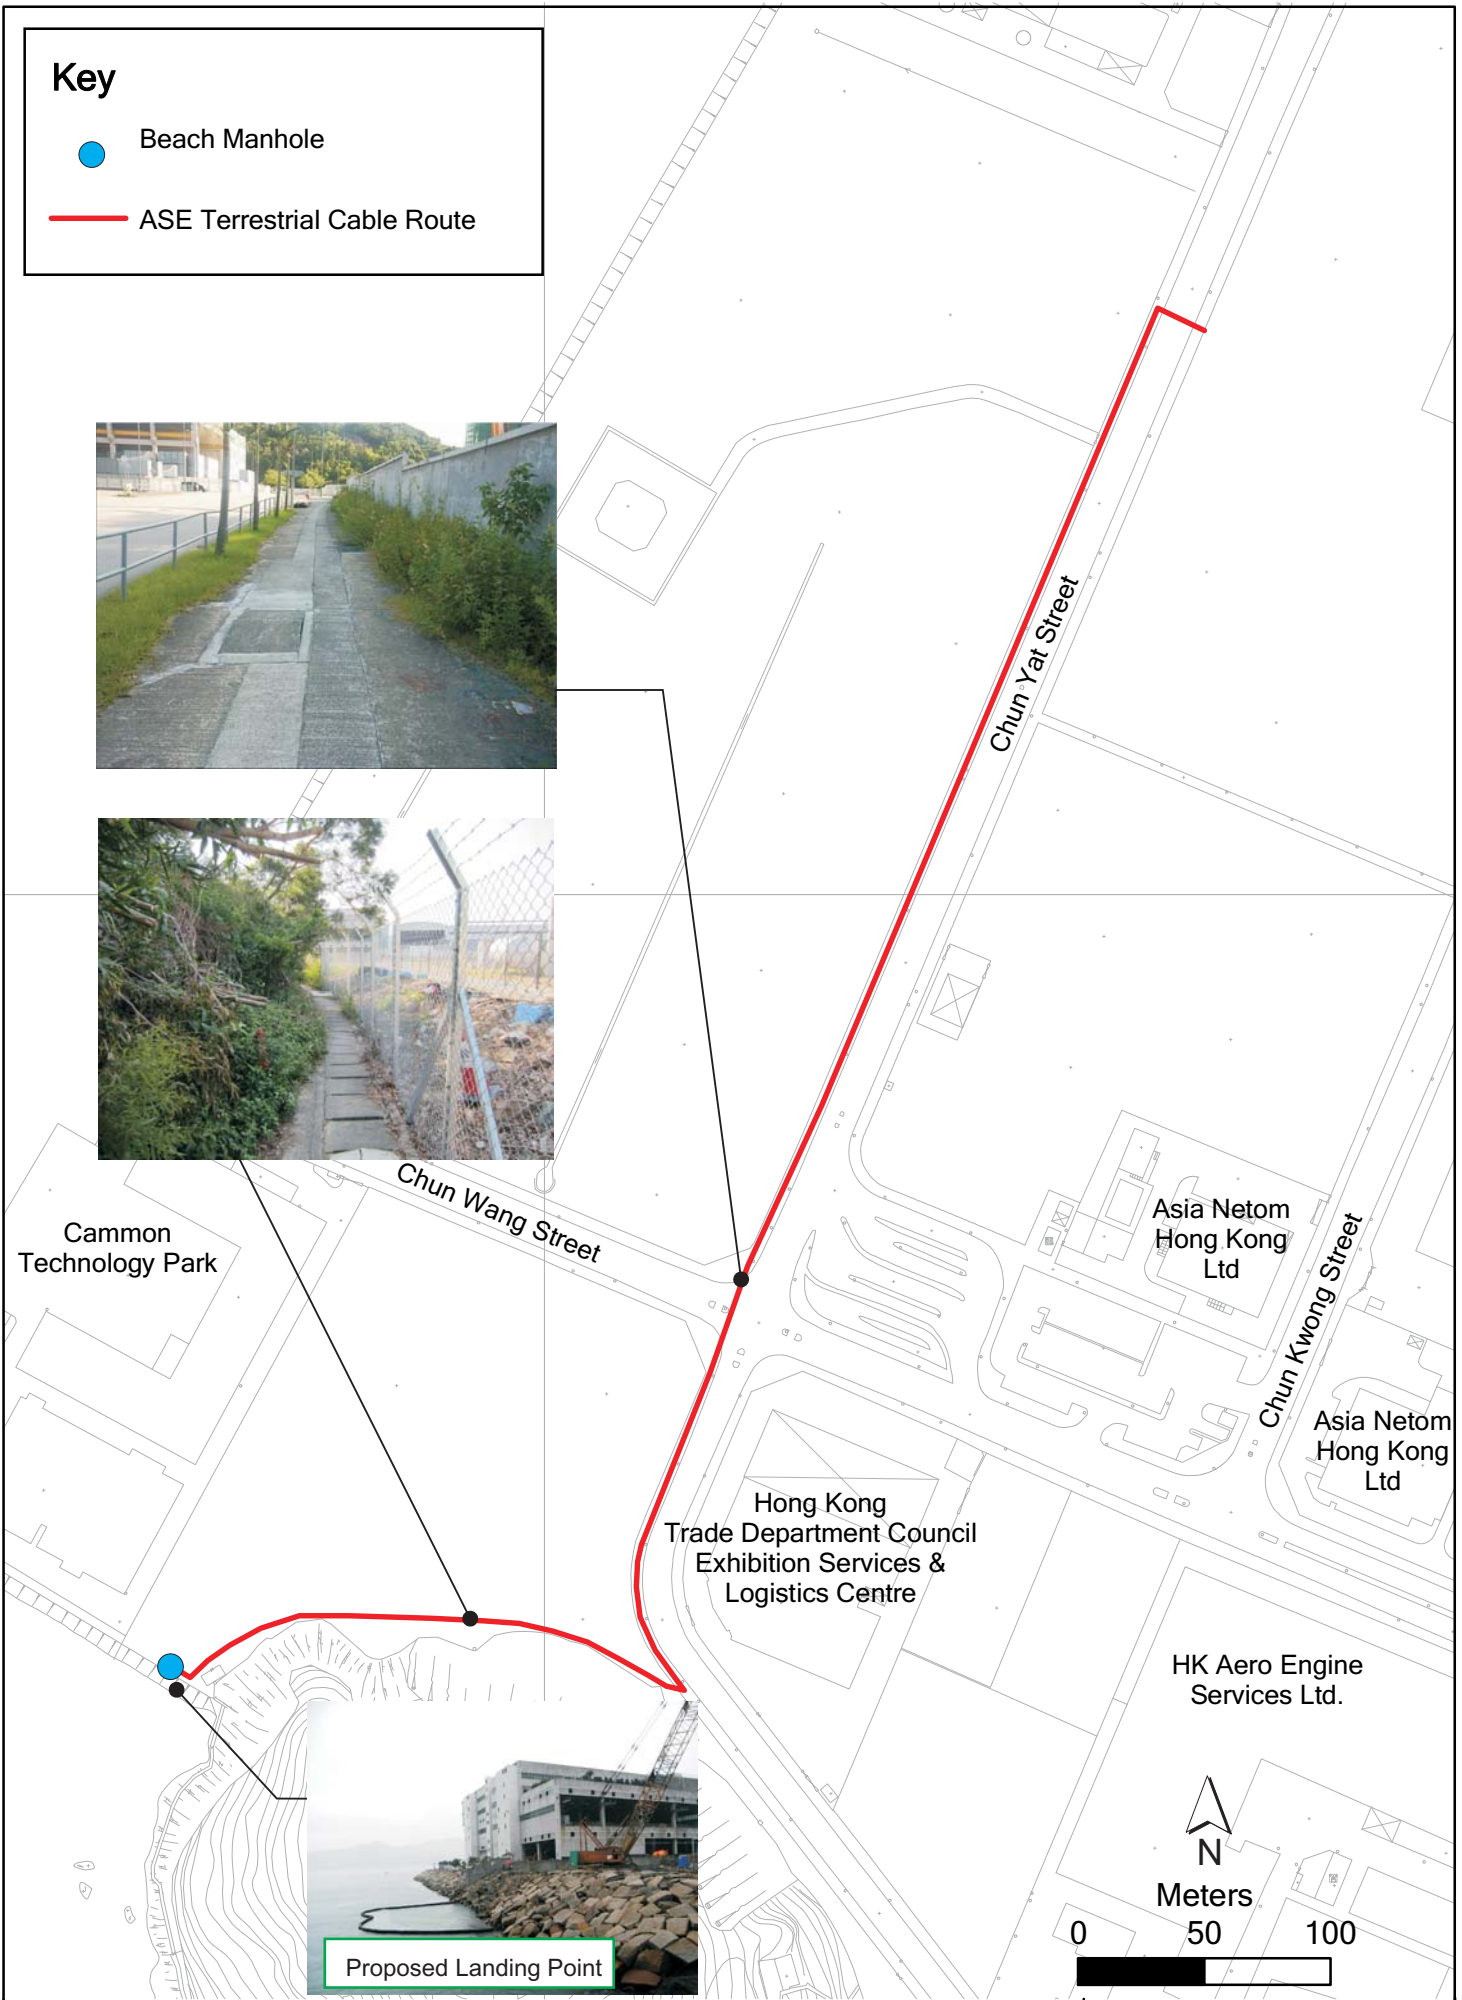 Key
Beach Manhole
ASE Terrestrial Cable Route
Chun Yat Street
Chun Wang Street
Cammon
Technology Park
Asia Netom
Hong Kong
Ltd
Chun Kwong Street
Asia Netom
Hong Kong
Ltd
Hong Kong
Trade Department Council
Exhibition Services &
Logistics Centre
HK Aero Engine
Services Ltd.
N
Meters
0 50 100
Proposed Landing Point